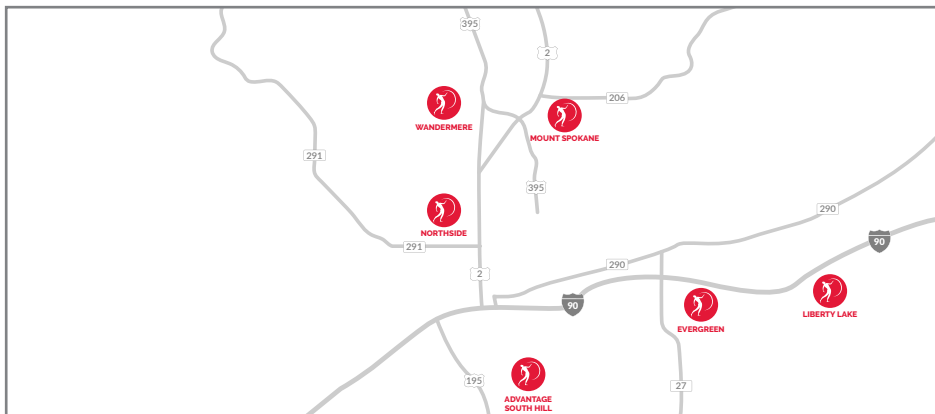 395
2
206
WANDERMERE
MOUNT SPOKANE
291
395
290
NORTHSIDE
291
90
290
2
90
LIBERTY LAKE
EVERGREEN
195
27
ADVANTAGE
SOUTH HILL